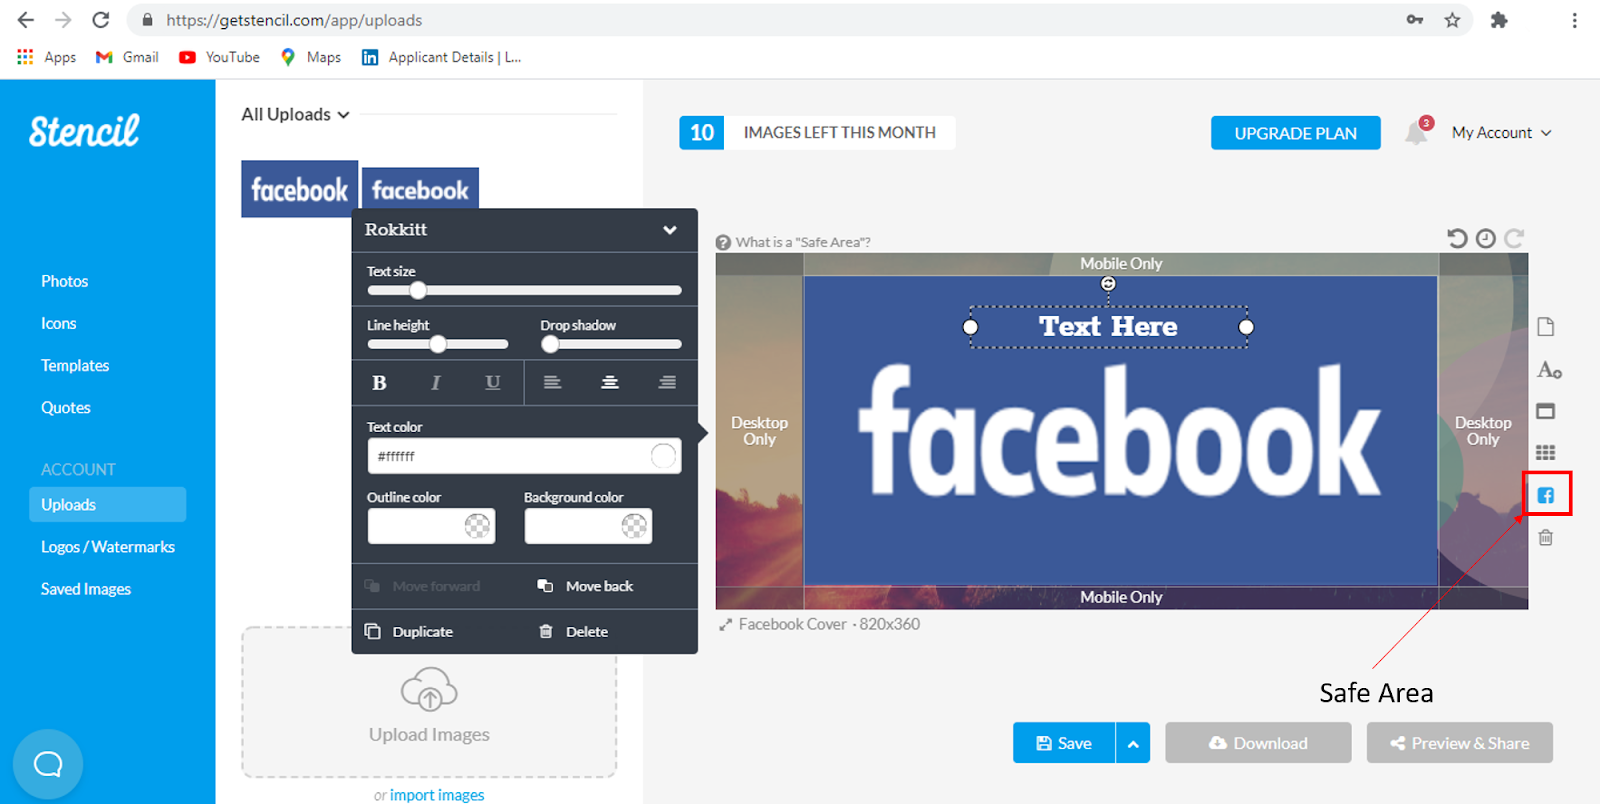 https://getstencil.com/app/uploads
Apps Gmail YouTube Maps Applicant Details | L...
Stencil
All Uploads
10 IMAGES LEFT THIS MONTH
UPGRADE PLAN
3
My Account
facebook facebook
Photos
Icons
Templates
Quotes
ACCOUNT
Uploads
Logos / Watermarks
Saved Images
Rokkitt
Text size
Line height Drop shadow
B I U
Text color
#ffffff
Outline color Background color
Move forward Move back
Duplicate Delete
Upload Images
or import images
? What is a "Safe Area"?
Mobile Only
Text Here
facebook
Desktop
Only
Desktop
Only
Mobile Only
Facebook Cover · 820x360
Safe Area
Save Download Preview & Share